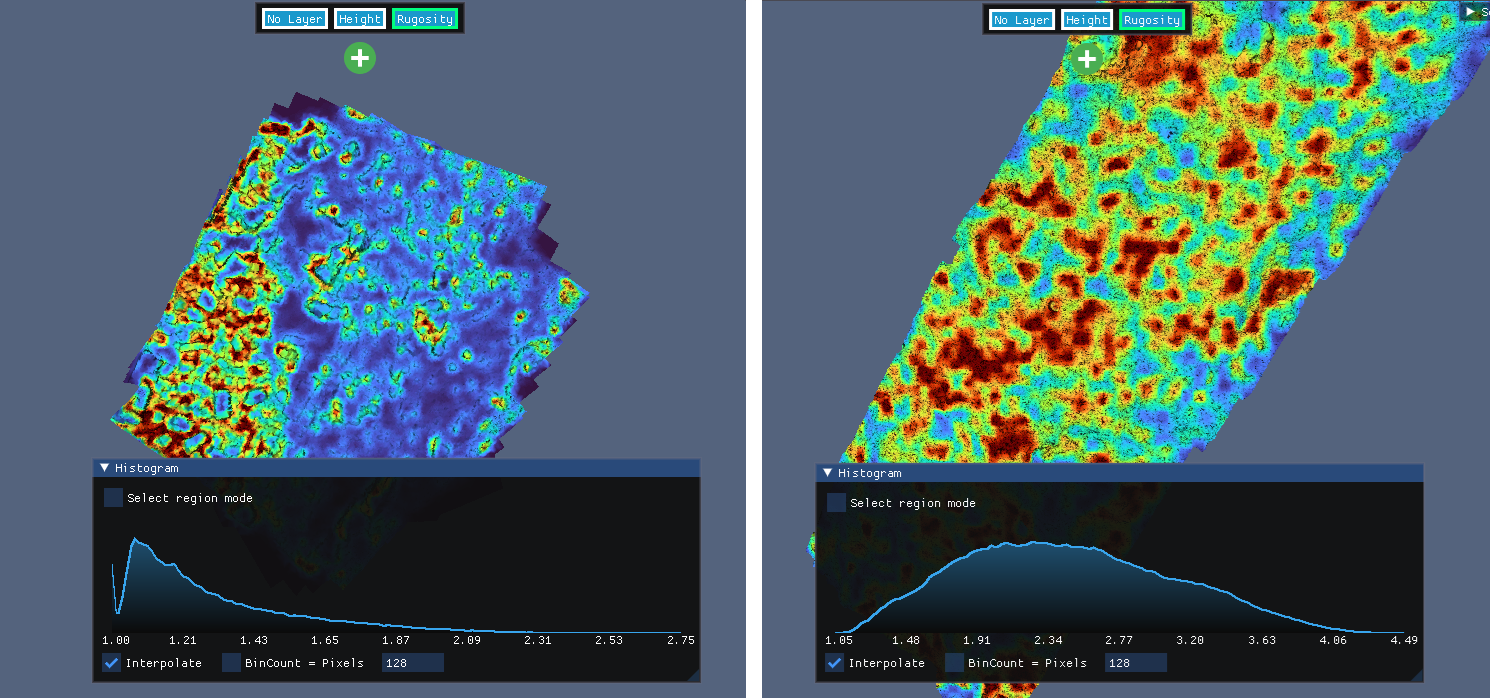 No Layer Height Rugosity
Histogram
Select region mode
1.00 1.21 1.43 1.65 1.87 2.09 2.31 2.53 2.75
Interpolate BinCount = Pixels 128
No Layer Height Rugosity
Histogram
Select region mode
1.05 1.48 1.91 2.34 2.77 3.20 3.63 4.06 4.49
Interpolate BinCount = Pixels 128